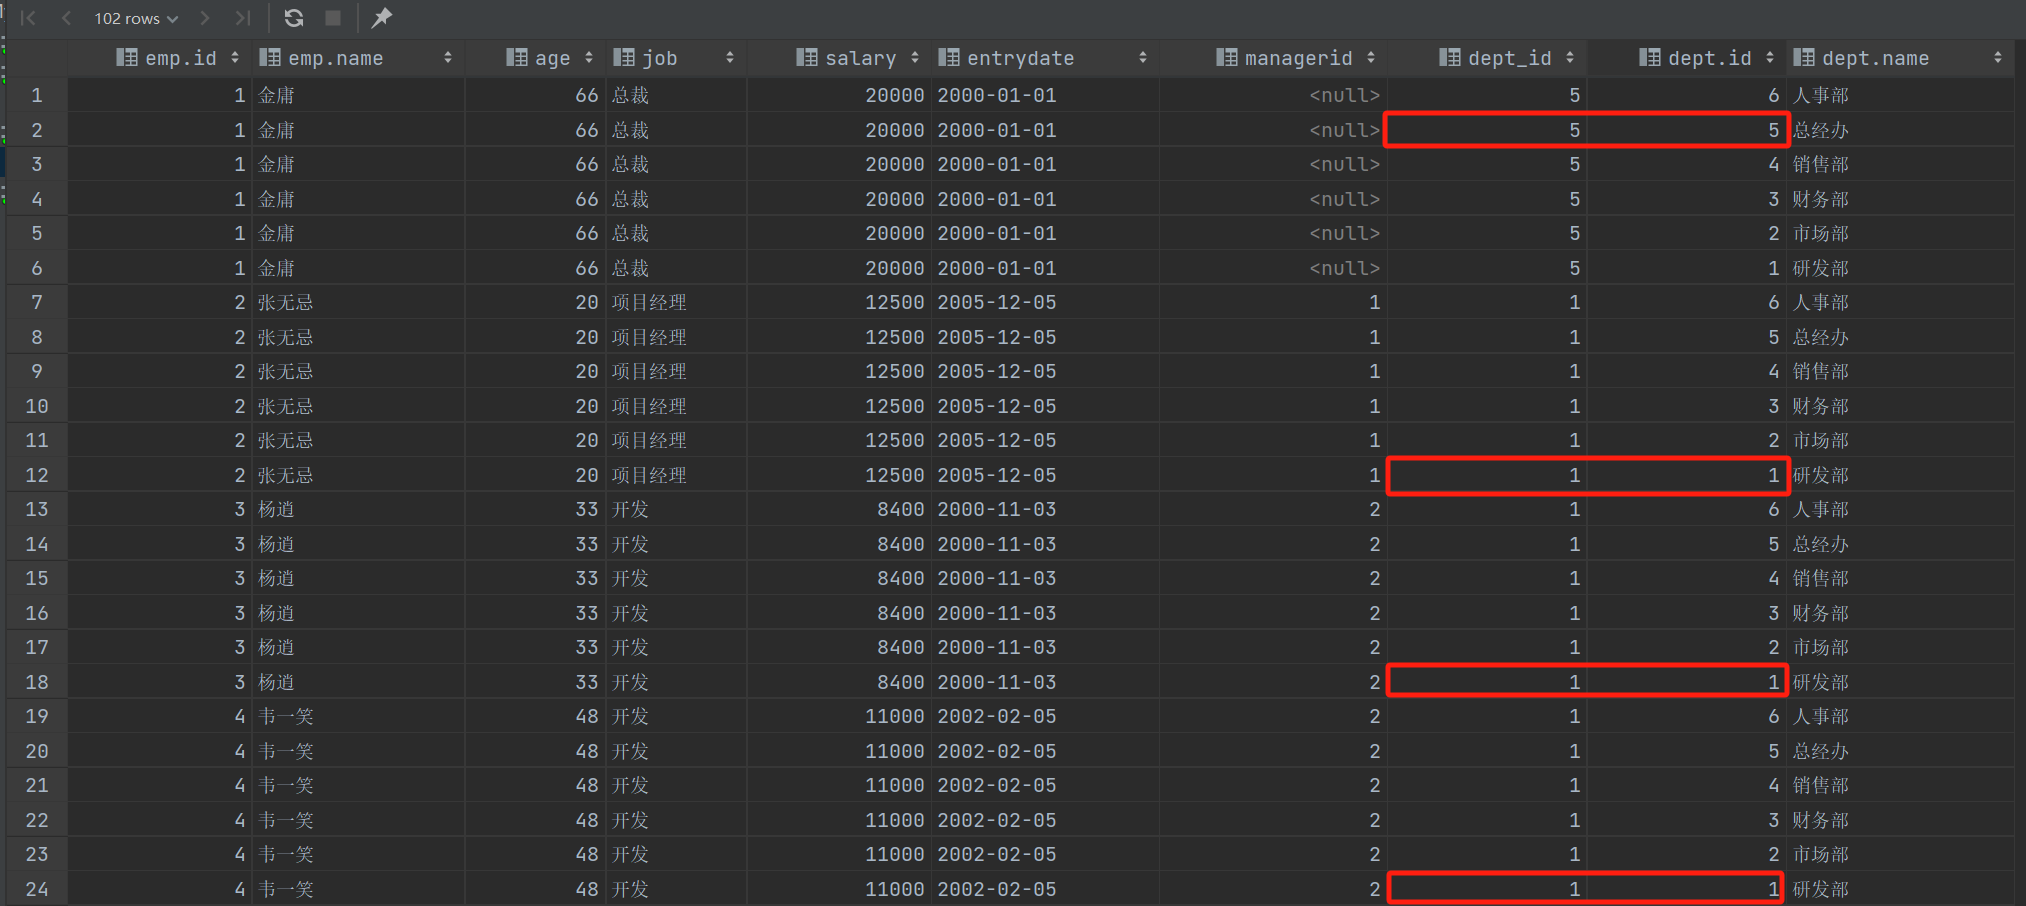 102 rows
emp.id emp.name age job salary entrydate managerid dept_id dept.id dept.name
1 1 金庸 66 总裁 20000 2000-01-01 <null> 5 6 人事部
2 1 金庸 66 总裁 20000 2000-01-01 <null> 5 5 总经办
3 1 金庸 66 总裁 20000 2000-01-01 <null> 5 4 销售部
4 1 金庸 66 总裁 20000 2000-01-01 <null> 5 3 财务部
5 1 金庸 66 总裁 20000 2000-01-01 <null> 5 2 市场部
6 1 金庸 66 总裁 20000 2000-01-01 <null> 5 1 研发部
7 2 张无忌 20 项目经理 12500 2005-12-05 1 1 6 人事部
8 2 张无忌 20 项目经理 12500 2005-12-05 1 1 5 总经办
9 2 张无忌 20 项目经理 12500 2005-12-05 1 1 4 销售部
10 2 张无忌 20 项目经理 12500 2005-12-05 1 1 3 财务部
11 2 张无忌 20 项目经理 12500 2005-12-05 1 1 2 市场部
12 2 张无忌 20 项目经理 12500 2005-12-05 1 1 1 研发部
13 3 杨逍 33 开发 8400 2000-11-03 2 1 6 人事部
14 3 杨逍 33 开发 8400 2000-11-03 2 1 5 总经办
15 3 杨逍 33 开发 8400 2000-11-03 2 1 4 销售部
16 3 杨逍 33 开发 8400 2000-11-03 2 1 3 财务部
17 3 杨逍 33 开发 8400 2000-11-03 2 1 2 市场部
18 3 杨逍 33 开发 8400 2000-11-03 2 1 1 研发部
19 4 韦一笑 48 开发 11000 2002-02-05 2 1 6 人事部
20 4 韦一笑 48 开发 11000 2002-02-05 2 1 5 总经办
21 4 韦一笑 48 开发 11000 2002-02-05 2 1 4 销售部
22 4 韦一笑 48 开发 11000 2002-02-05 2 1 3 财务部
23 4 韦一笑 48 开发 11000 2002-02-05 2 1 2 市场部
24 4 韦一笑 48 开发 11000 2002-02-05 2 1 1 研发部